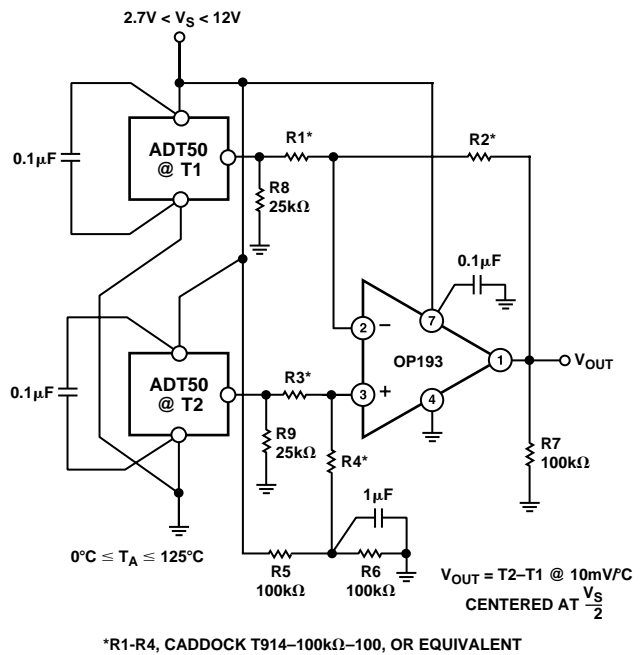 2.7V < VS < 12V
0.1µF
ADT50
@ T1
R1*
R2*
R8
25kΩ
0.1µF
2
−
7
OP193
1
VOUT
3
+
4
0.1µF
ADT50
@ T2
R3*
R9
25kΩ
R4*
R7
100kΩ
1µF
0°C ≤ TA ≤ 125°C
R5
100kΩ
R6
100kΩ
VOUT = T2–T1 @ 10mV/°C
CENTERED AT VS/2
*R1-R4, CADDOCK T914–100kΩ–100, OR EQUIVALENT